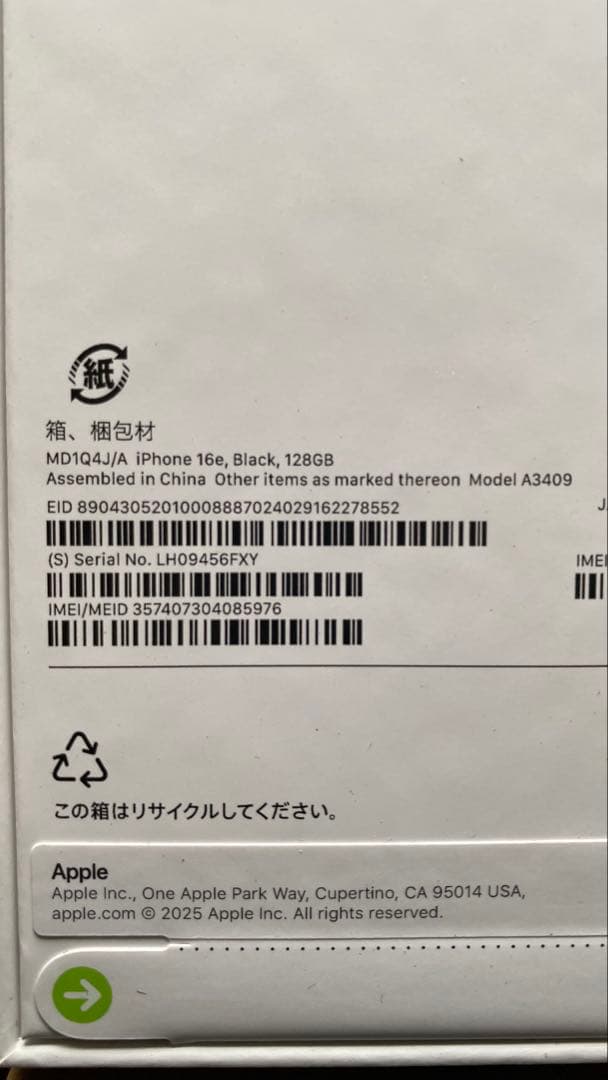 紙
箱、梱包材
MD1Q4J/A iPhone 16e, Black, 128GB
Assembled in China Other items as marked thereon Model A3409
EID 89043052010008887024029162278552
J
(S) Serial No. LH09456FXY
IMEI
IMEI/MEID 357407304085976
この箱はリサイクルしてください。
Apple
Apple Inc., One Apple Park Way, Cupertino, CA 95014 USA,
apple.com © 2025 Apple Inc. All rights reserved.